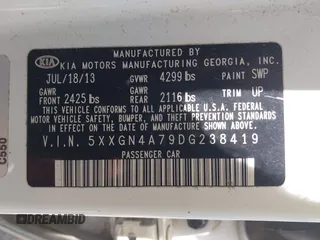 KIA
MANUFACTURED BY
KIA MOTORS MANUFACTURING GEORGIA, INC.
JUL/18/13 GVWR 4299 lbs PAINT SWP
GAWR FRONT 2425 lbs GAWR REAR 2116 lbs TRIM UP
THIS VEHICLE CONFORMS TO ALL APPLICABLE U.S. FEDERAL
MOTOR VEHICLE SAFETY, BUMPER, AND THEFT PREVENTION
STANDARDS IN EFFECT ON THE DATE OF MANUFACTURE SHOWN ABOVE.
V.I.N. 5XXGN4A79DG238419
PASSENGER CAR
C550
DREAMBID